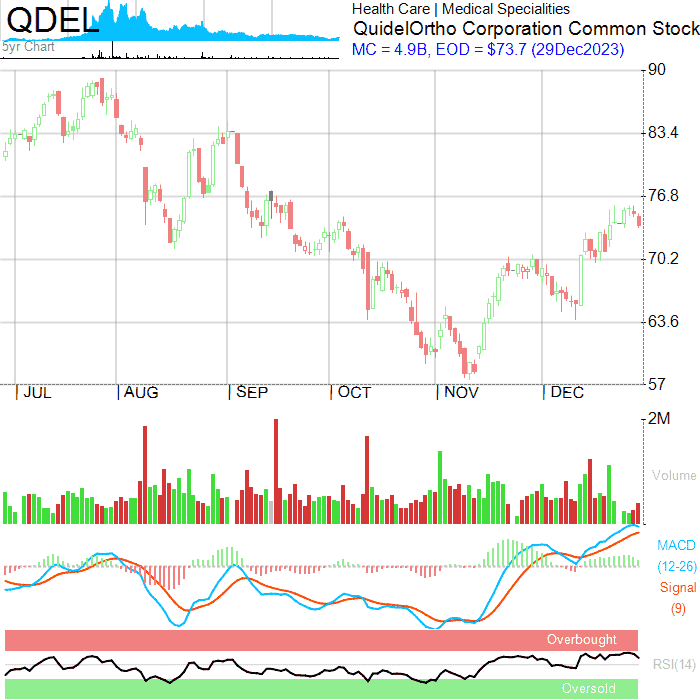 QDEL
5yr Chart
Health Care | Medical Specialities
QuidelOrtho Corporation Common Stock
MC = 4.9B, EOD = $73.7 (29Dec2023)
90
83.4
76.8
70.2
63.6
57
| JUL | AUG | SEP | OCT | NOV | DEC
2M
Volume
MACD
(12-26)
Signal
(9)
Overbought
RSI(14)
Oversold